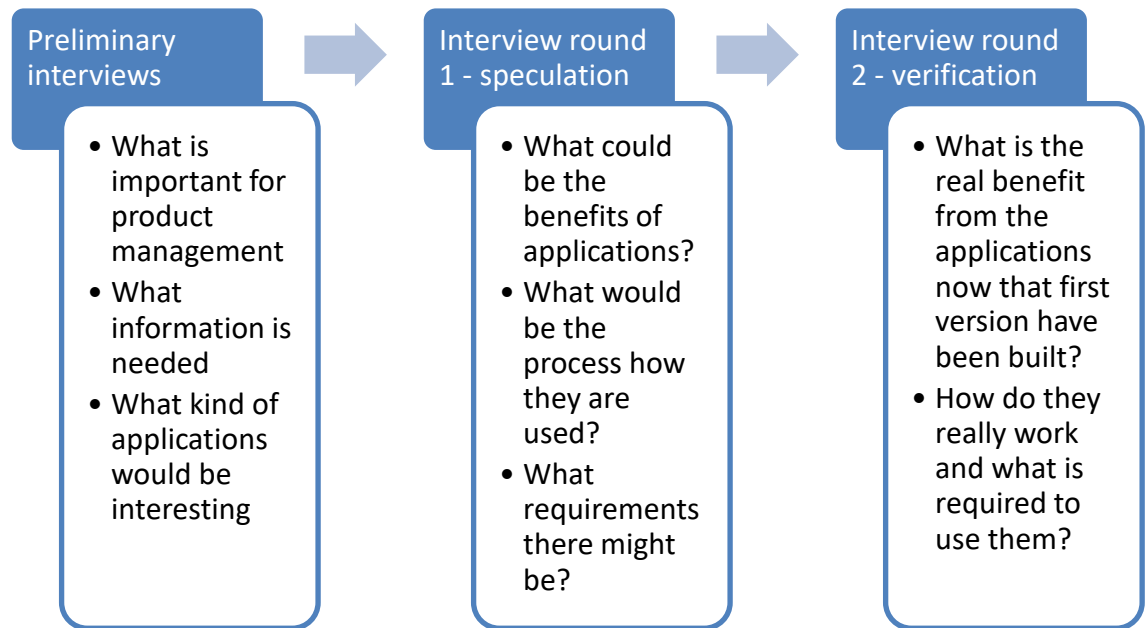 Preliminary
interviews
• What is
important for
product
management
• What
information is
needed
• What kind of
applications
would be
interesting
Interview round
1 - speculation
• What could
be the
benefits of
applications?
• What would
be the
process how
they are
used?
• What
requirements
there might
be?
Interview round
2 - verification
• What is the
real benefit
from the
applications
now that first
version have
been built?
• How do they
really work
and what is
required to
use them?